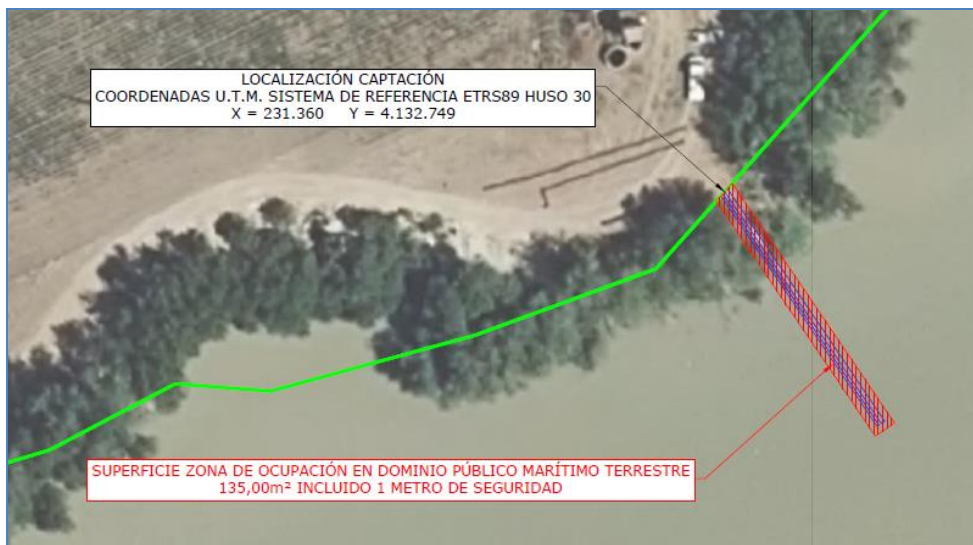 LOCALIZACIÓN CAPTACIÓN
COORDENADAS U.T.M. SISTEMA DE REFERENCIA ETRS89 HUSO 30
X = 231.360 Y = 4.132.749
SUPERFICIE ZONA DE OCUPACIÓN EN DOMINIO PÚBLICO MARÍTIMO TERRESTRE
135,00m² INCLUIDO 1 METRO DE SEGURIDAD